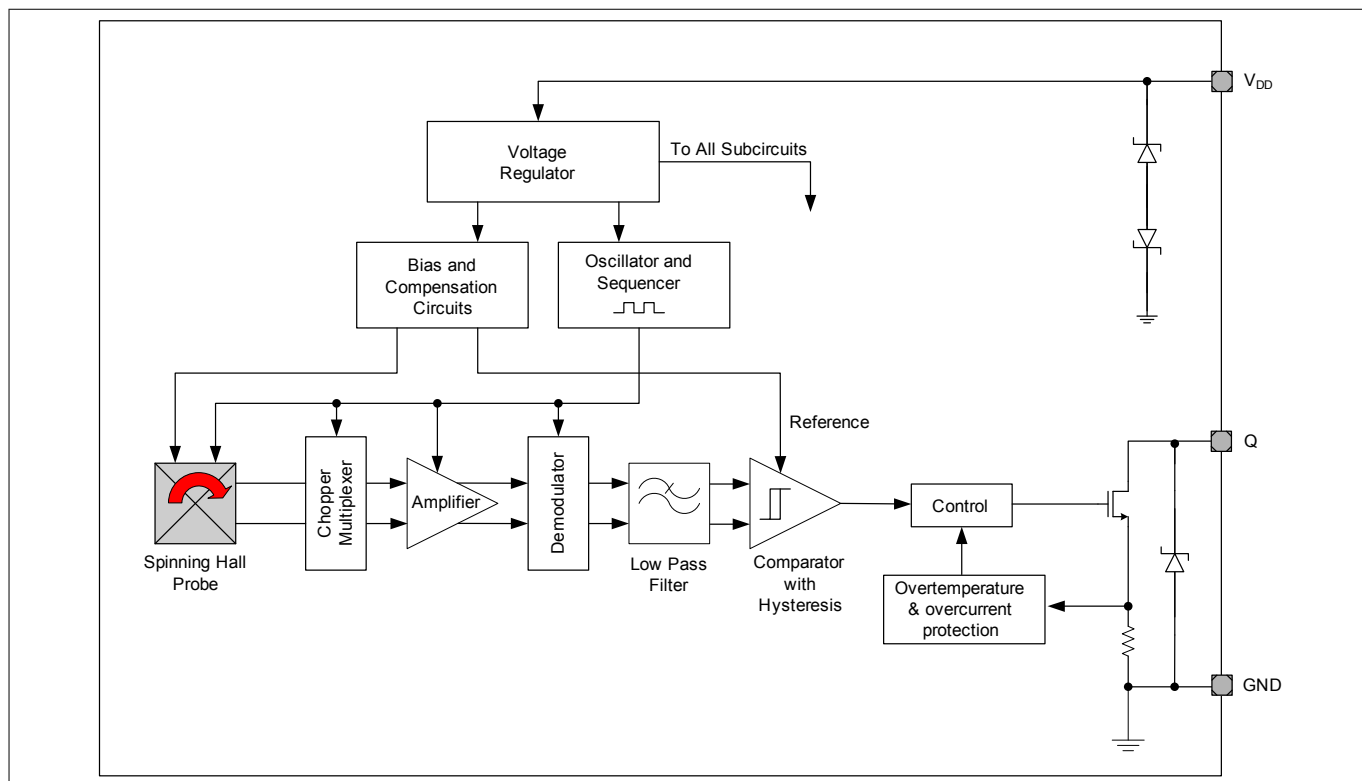 VDD
Voltage
Regulator
To All Subcircuits
Bias and
Compensation
Circuits
Oscillator and
Sequencer
Reference
Q
Chopper
Multiplexer
Amplifier
Demodulator
Control
Spinning Hall
Probe
Low Pass
Filter
Comparator
with
Hysteresis
Overtemperature
& overcurrent
protection
GND